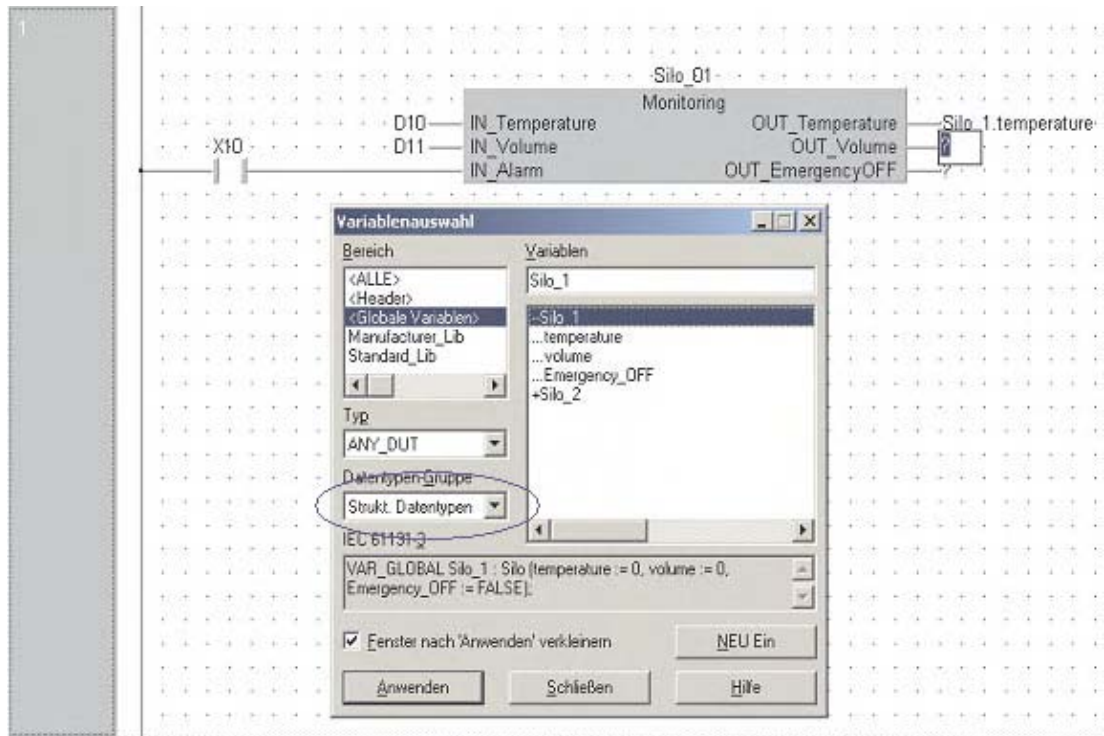 1
Silo_01
Monitoring
D10 IN_Temperature OUT_Temperature Silo_1.temperature
X10 D11 IN_Volume OUT_Volume ?
IN_Alarm OUT_EmergencyOFF ?
Variablenauswahl
Bereich
<ALLE>
<Header>
<Globale Variablen>
Manufacturer_Lib
Standard_Lib
Typ
ANY_DUT
Datentypen-Gruppe
Strukt. Datentypen
Variablen
Silo_1
-Silo_1
...temperature
...volume
...Emergency_OFF
+Silo_2
IEC 61131-3
VAR_GLOBAL Silo_1 : Silo (temperature := 0, volume := 0,
Emergency_OFF := FALSE);
Fenster nach 'Anwenden' verkleinern
NEU Ein
Anwenden
Schließen
Hilfe